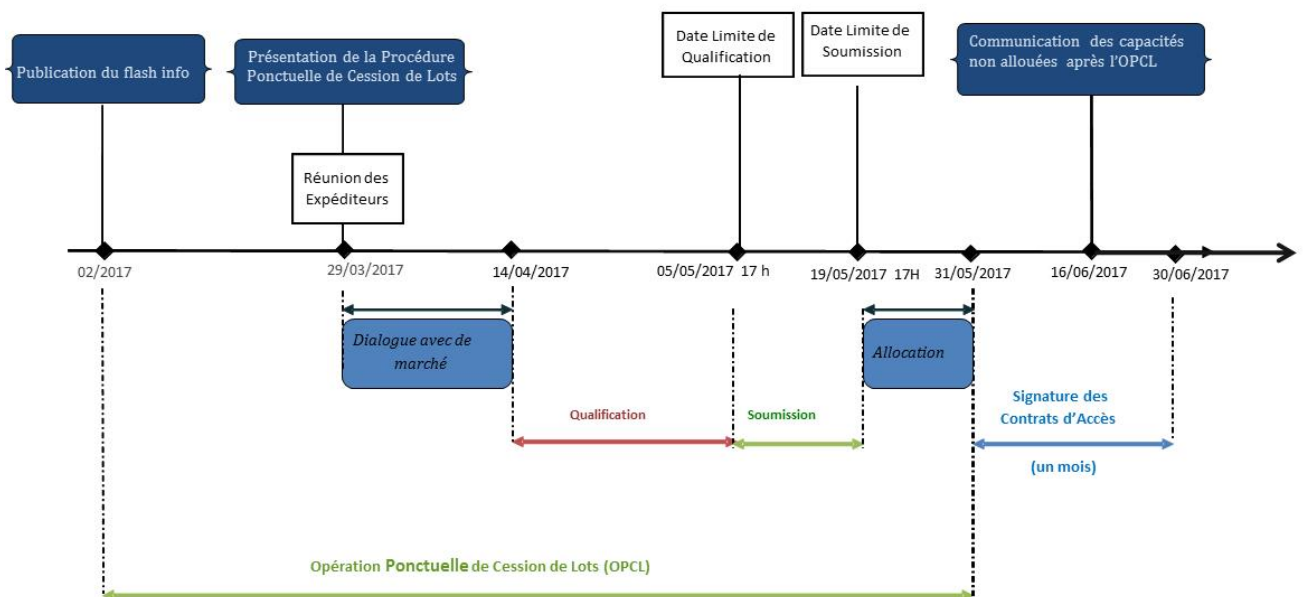 Publication du flash info
Présentation de la Procédure
Ponctuelle de Cession de Lots
Date Limite de
Qualification
Date Limite de
Soumission
Communication des capacités
non allouées après l'OPCL
Réunion des
Expéditeurs
02/2017
29/03/2017
14/04/2017
05/05/2017 17 h
19/05/2017 17H
31/05/2017
16/06/2017
30/06/2017
Dialogue avec de
marché
Allocation
Qualification
Soumission
Signature des
Contrats d'Accès
(un mois)
Opération Ponctuelle de Cession de Lots (OPCL)